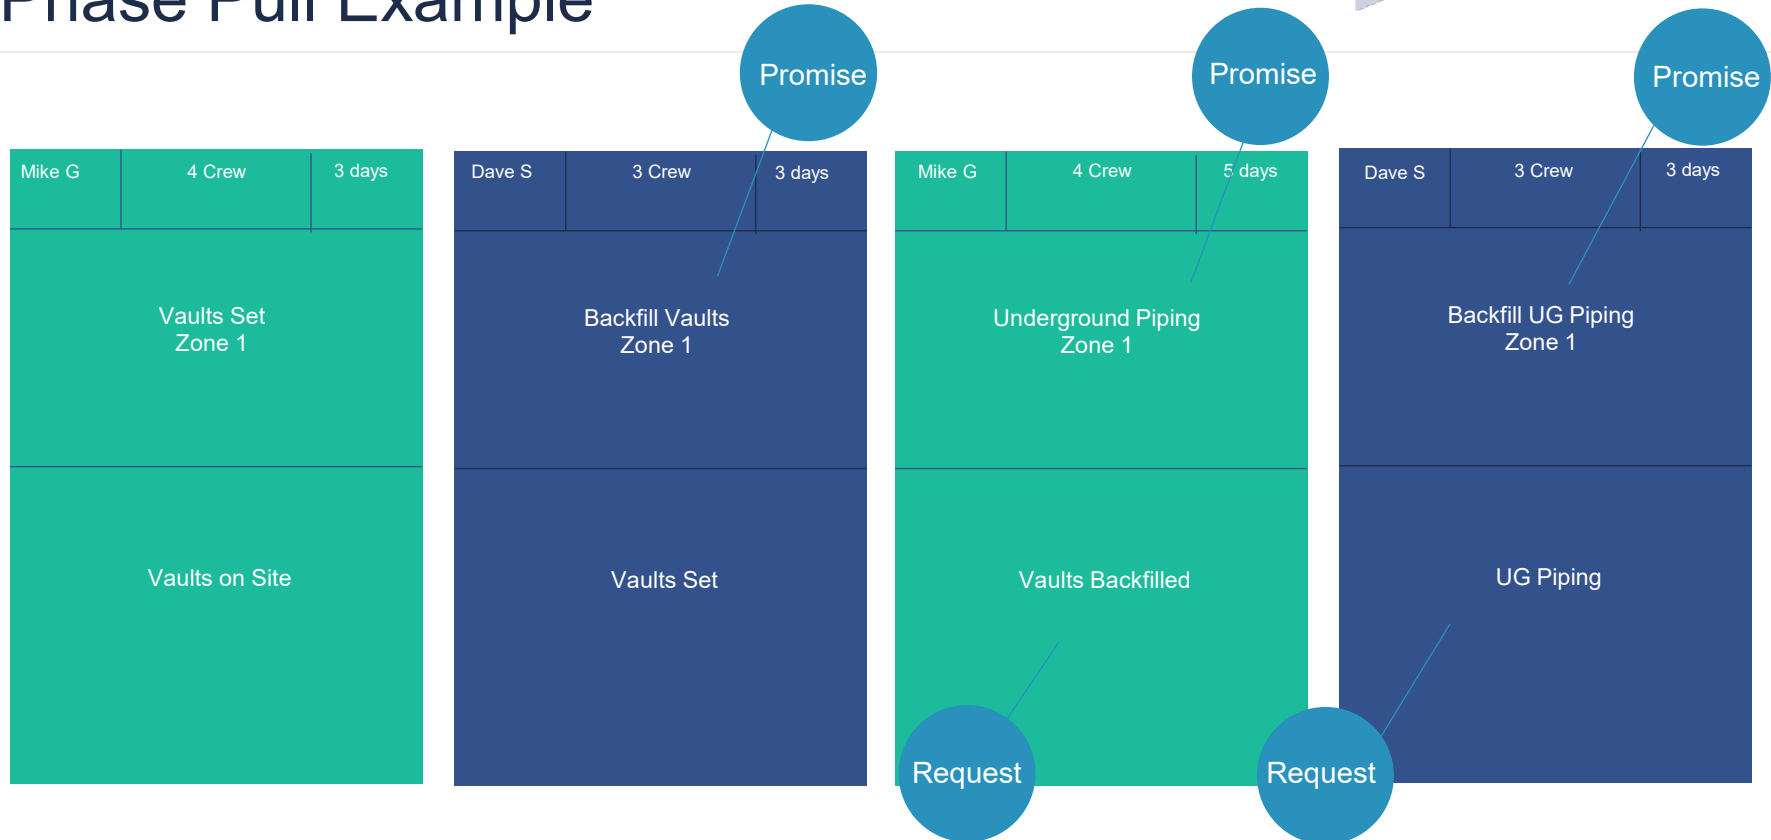 Phase Pull Example
Promise
Promise
Promise
Mike G
4 Crew
3 days
Vaults Set
Zone 1
Vaults on Site
Dave S
3 Crew
3 days
Backfill Vaults
Zone 1
Vaults Set
Mike G
4 Crew
5 days
Underground Piping
Zone 1
Vaults Backfilled
Dave S
3 Crew
3 days
Backfill UG Piping
Zone 1
UG Piping
Request
Request